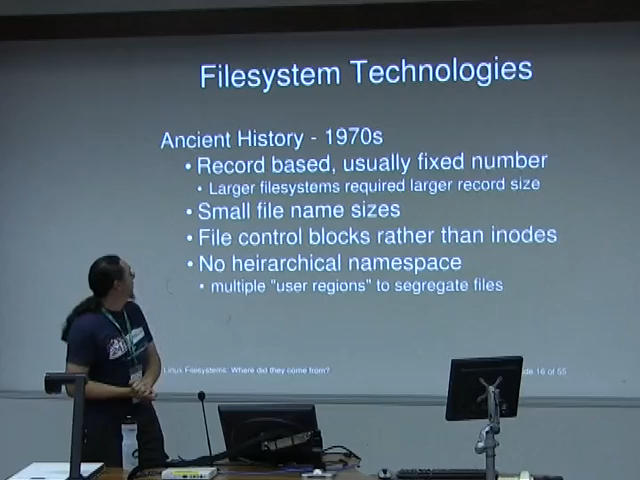 Filesystem Technologies
Ancient History - 1970s
• Record based, usually fixed number
• Larger filesystems required larger record size
• Small file name sizes
• File control blocks rather than inodes
• No heirarchical namespace
• multiple "user regions" to segregate files
Linux Filesystems: Where did they come from?
16 of 55